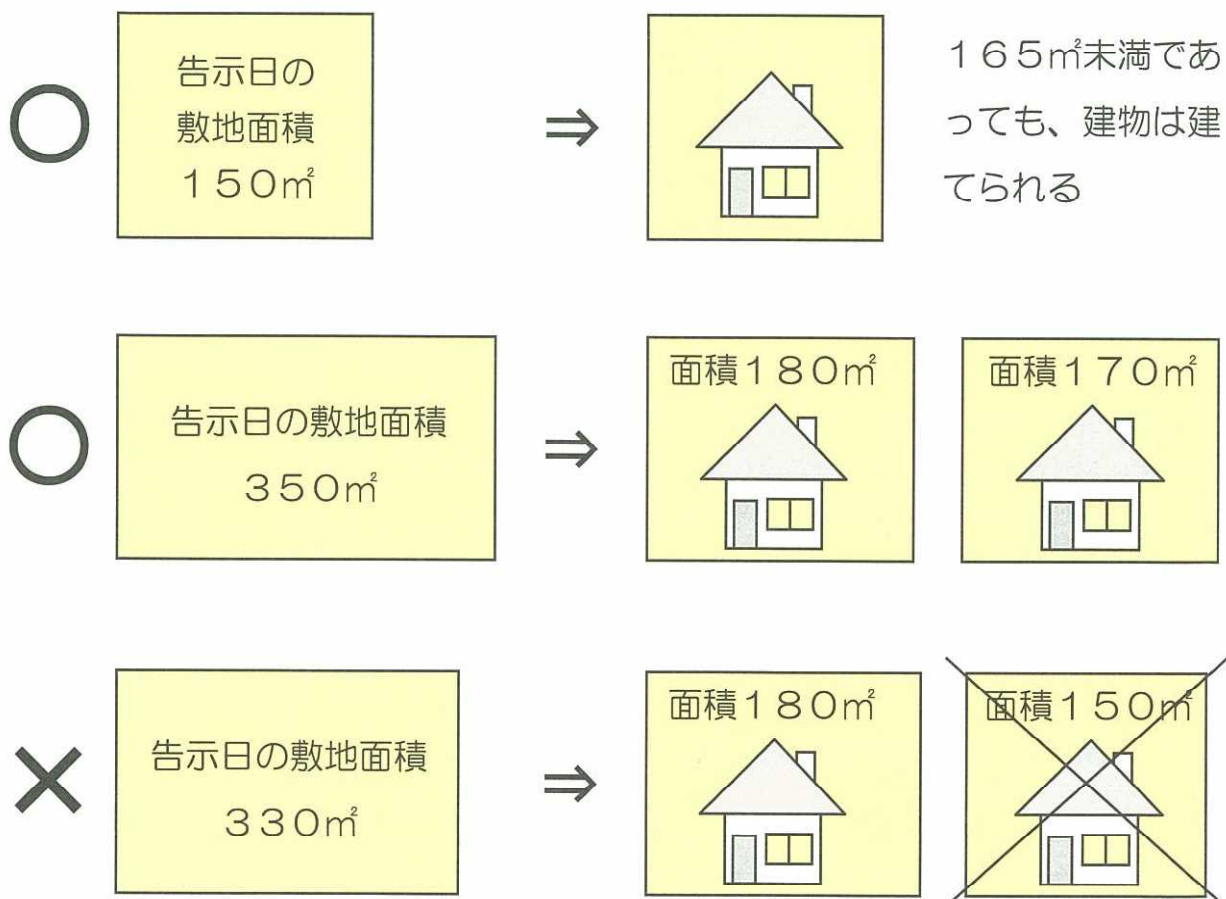 告示日の
敷地面積
１５０㎡
⇒
１６５㎡未満であ
っても、建物は建
てられる
告示日の敷地面積
３５０㎡
⇒
面積１８０㎡
面積１７０㎡
告示日の敷地面積
３３０㎡
⇒
面積１８０㎡
面積１５０㎡